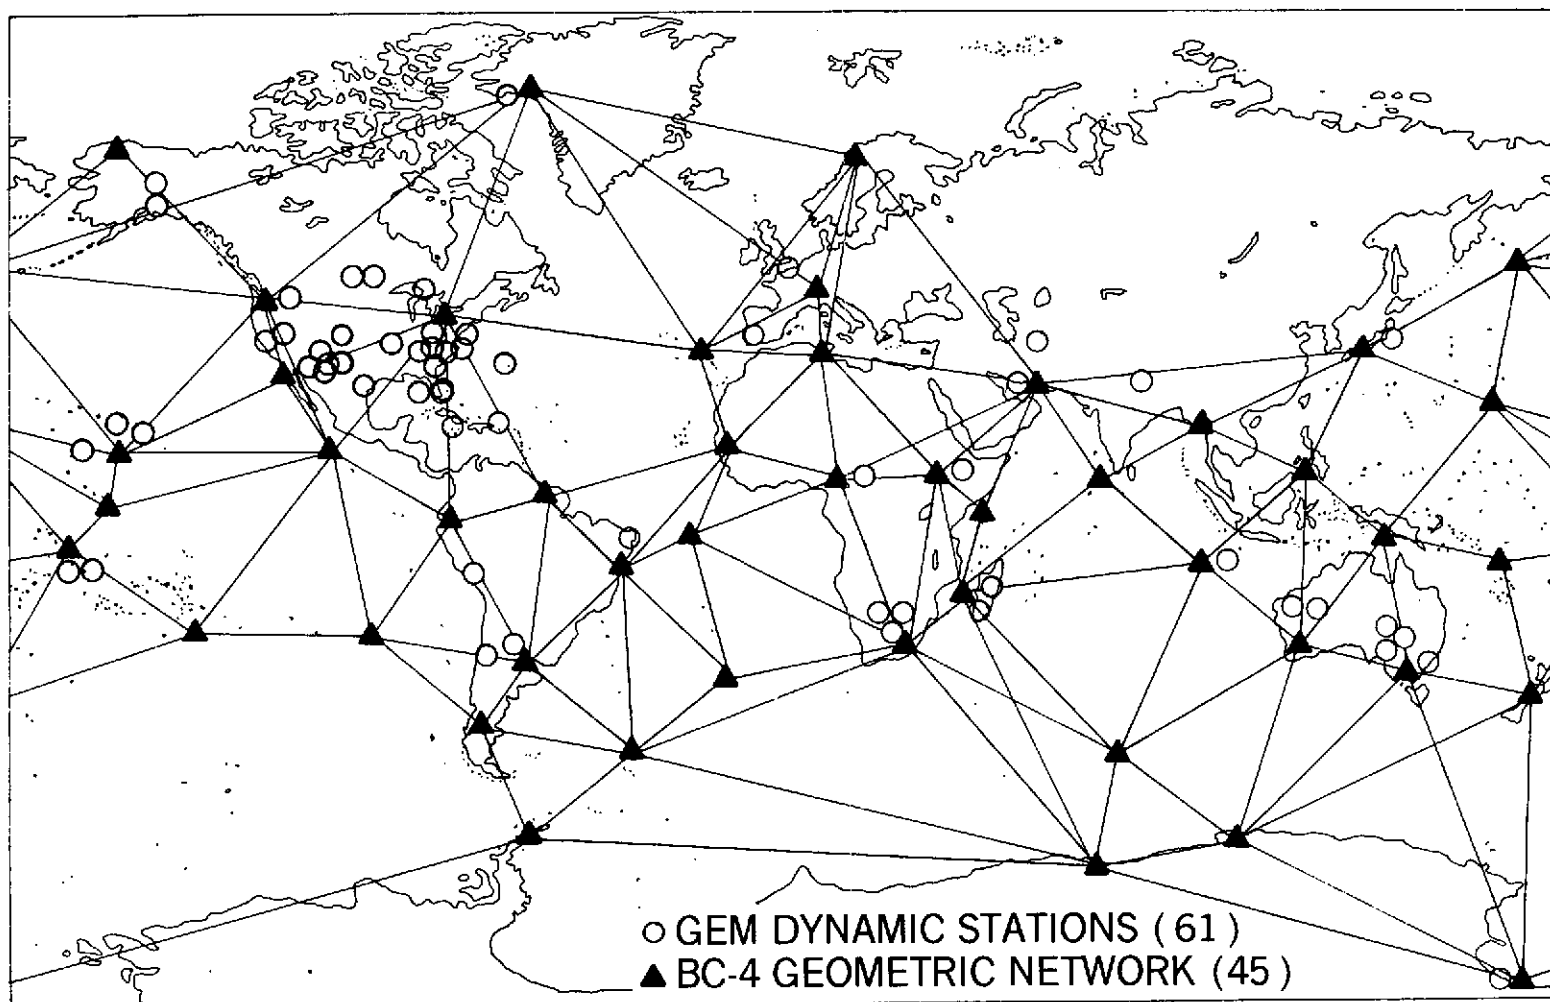 GEM DYNAMIC STATIONS (61)
BC-4 GEOMETRIC NETWORK (45)